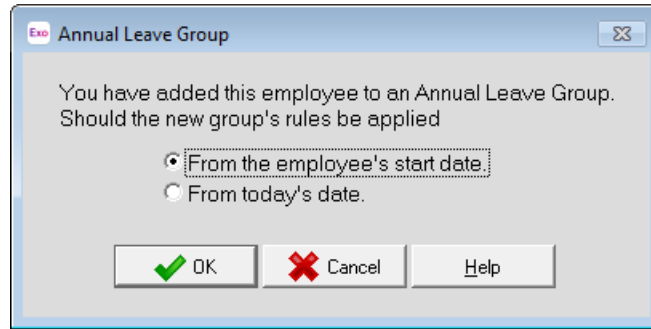 Exo Annual Leave Group
You have added this employee to an Annual Leave Group.
Should the new group's rules be applied
From the employee's start date.
From today's date.
OK Cancel Help